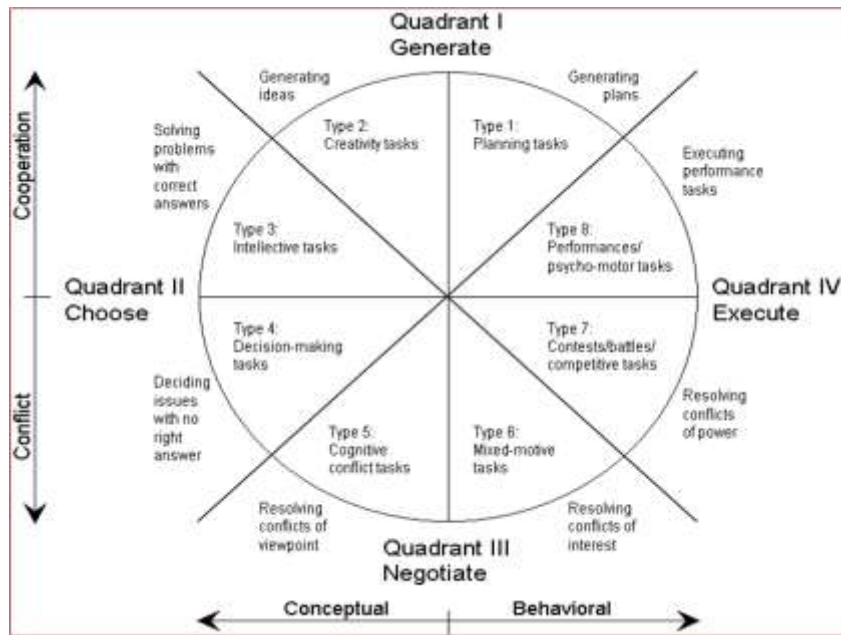 Quadrant I
Generate
Generating
ideas
Generating
plans
Solving
problems
with
correct
answers
Type 2:
Creativity tasks
Type 1:
Planning tasks
Executing
performance
tasks
Cooperation
Type 3:
Intellective tasks
Type 8:
Performances/
psycho-motor tasks
Quadrant II
Choose
Quadrant IV
Execute
Type 4:
Decision-making
tasks
Type 7:
Contests/battles/
competitive tasks
Conflict
Deciding
issues
with no
right
answer
Type 5:
Cognitive
conflict tasks
Type 6:
Mixed-motive
tasks
Resolving
conflicts
of power
Resolving
conflicts of
viewpoint
Resolving
conflicts of
interest
Quadrant III
Negotiate
Conceptual
Behavioral